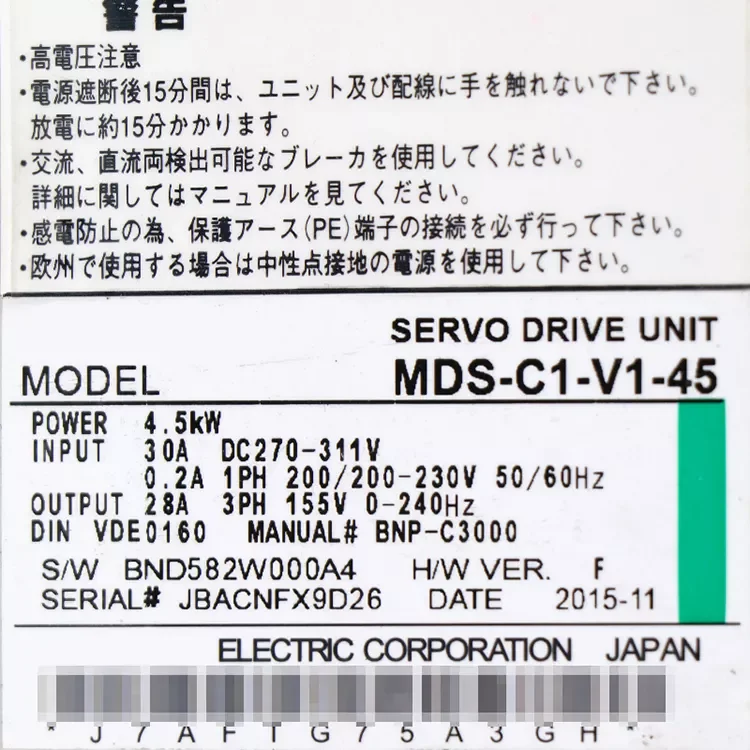 警告
・高電圧注意
・電源遮断後15分間は、ユニット及び配線に手を触れないで下さい。
放電に約15分かかります。
・交流、直流両検出可能なブレーカを使用してください。
詳細に関してはマニュアルを見てください。
・感電防止の為、保護アース(PE)端子の接続を必ず行って下さい。
・欧州で使用する場合は中性点接地の電源を使用して下さい。
SERVO DRIVE UNIT
MODEL MDS-C1-V1-45
POWER 4.5kW
INPUT 30A DC270-311V
0.2A 1PH 200/200-230V 50/60Hz
OUTPUT 28A 3PH 155V 0-240Hz
DIN VDE0160 MANUAL# BNP-C3000
S/W BND582W000A4 H/W VER. F
SERIAL# JBACNFX9D26 DATE 2015-11
ELECTRIC CORPORATION JAPAN
*J7AFTG75A3GH*